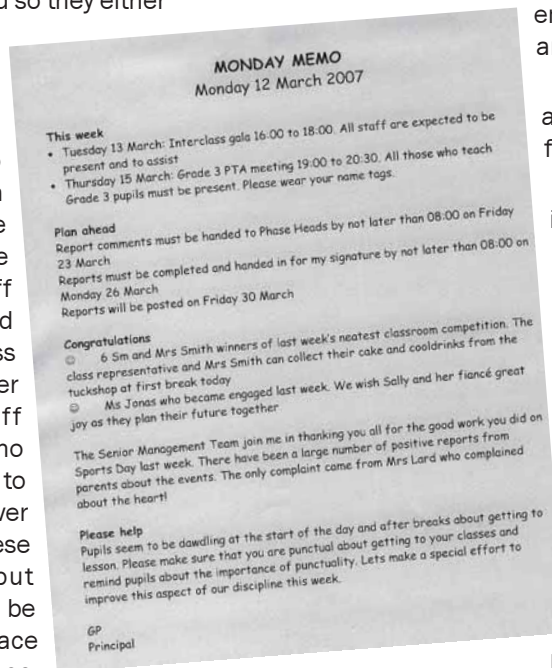 so they either
MONDAY MEMO
Monday 12 March 2007
This week
• Tuesday 13 March: Interclass gala 16:00 to 18:00. All staff are expected to be
present and to assist
• Thursday 15 March: Grade 3 PTA meeting 19:00 to 20:30. All those who teach
Grade 3 pupils must be present. Please wear your name tags.
Plan ahead
Report comments must be handed to Phase Heads by not later than 08:00 on Friday
23 March
Reports must be completed and handed in for my signature by not later than 08:00 on
Monday 26 March
Reports will be posted on Friday 30 March
Congratulations
☺ 6 Sm and Mrs Smith winners of last week's neatest classroom competition. The
class representative and Mrs Smith can collect their cake and cooldrinks from the
tuckshop at first break today
☺ Ms Jonas who became engaged last week. We wish Sally and her fiancé great
joy as they plan their future together
The Senior Management Team join me in thanking you all for the good work you did on
Sports Day last week. There have been a large number of positive reports from
parents about the events. The only complaint came from Mrs Lard who complained
about the heart!
Please help
Pupils seem to be dawdling at the start of the day and after breaks about getting to
lesson. Please make sure that you are punctual about getting to your classes and
remind pupils about the importance of punctuality. Lets make a special effort to
improve this aspect of our discipline this week.
GP
Principal
to
be